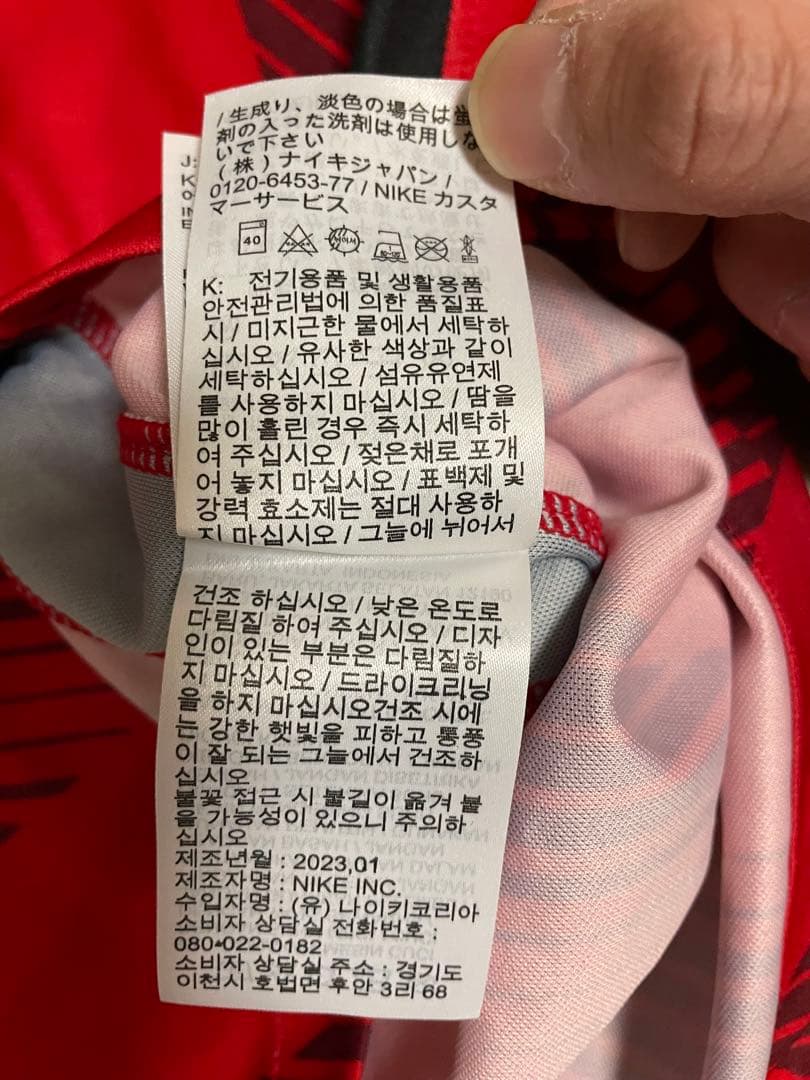 /生成り、淡色の場合は蛍
剤の入った洗剤は使用しな
いで下さい
(株)ナイキジャパン/
0120-6453-77 / NIKE カスタ
マーサービス
40
80-120
K: 전기용품 및 생활용품
안전관리법에 의한 품질표
시 / 미지근한 물에서 세탁하
십시오 / 유사한 색상과 같이
세탁하십시오 / 섬유유연제
를 사용하지 마십시오 / 땀을
많이 흘린 경우 즉시 세탁하
여 주십시오 / 젖은채로 포개
어 놓지 마십시오 / 표백제 및
강력 효소제는 절대 사용하
지 마십시오 / 그늘에 뉘어서
건조 하십시오 / 낮은 온도로
다림질 하여 주십시오 / 디자
인이 있는 부분은 다림질하
지 마십시오 / 드라이크리닝
을 하지 마십시오건조 시에
는 강한 햇빛을 피하고 통풍
이 잘 되는 그늘에서 건조하
십시오
불꽃 접근 시 불길이 옮겨 붙
을 가능성이 있으니 주의하
십시오
제조년월 : 2023,01
제조자명 : NIKE INC.
수입자명 : (유) 나이키코리아
소비자 상담실 전화번호 :
080-022-0182
소비자 상담실 주소 : 경기도
이천시 호법면 후안 3리 68